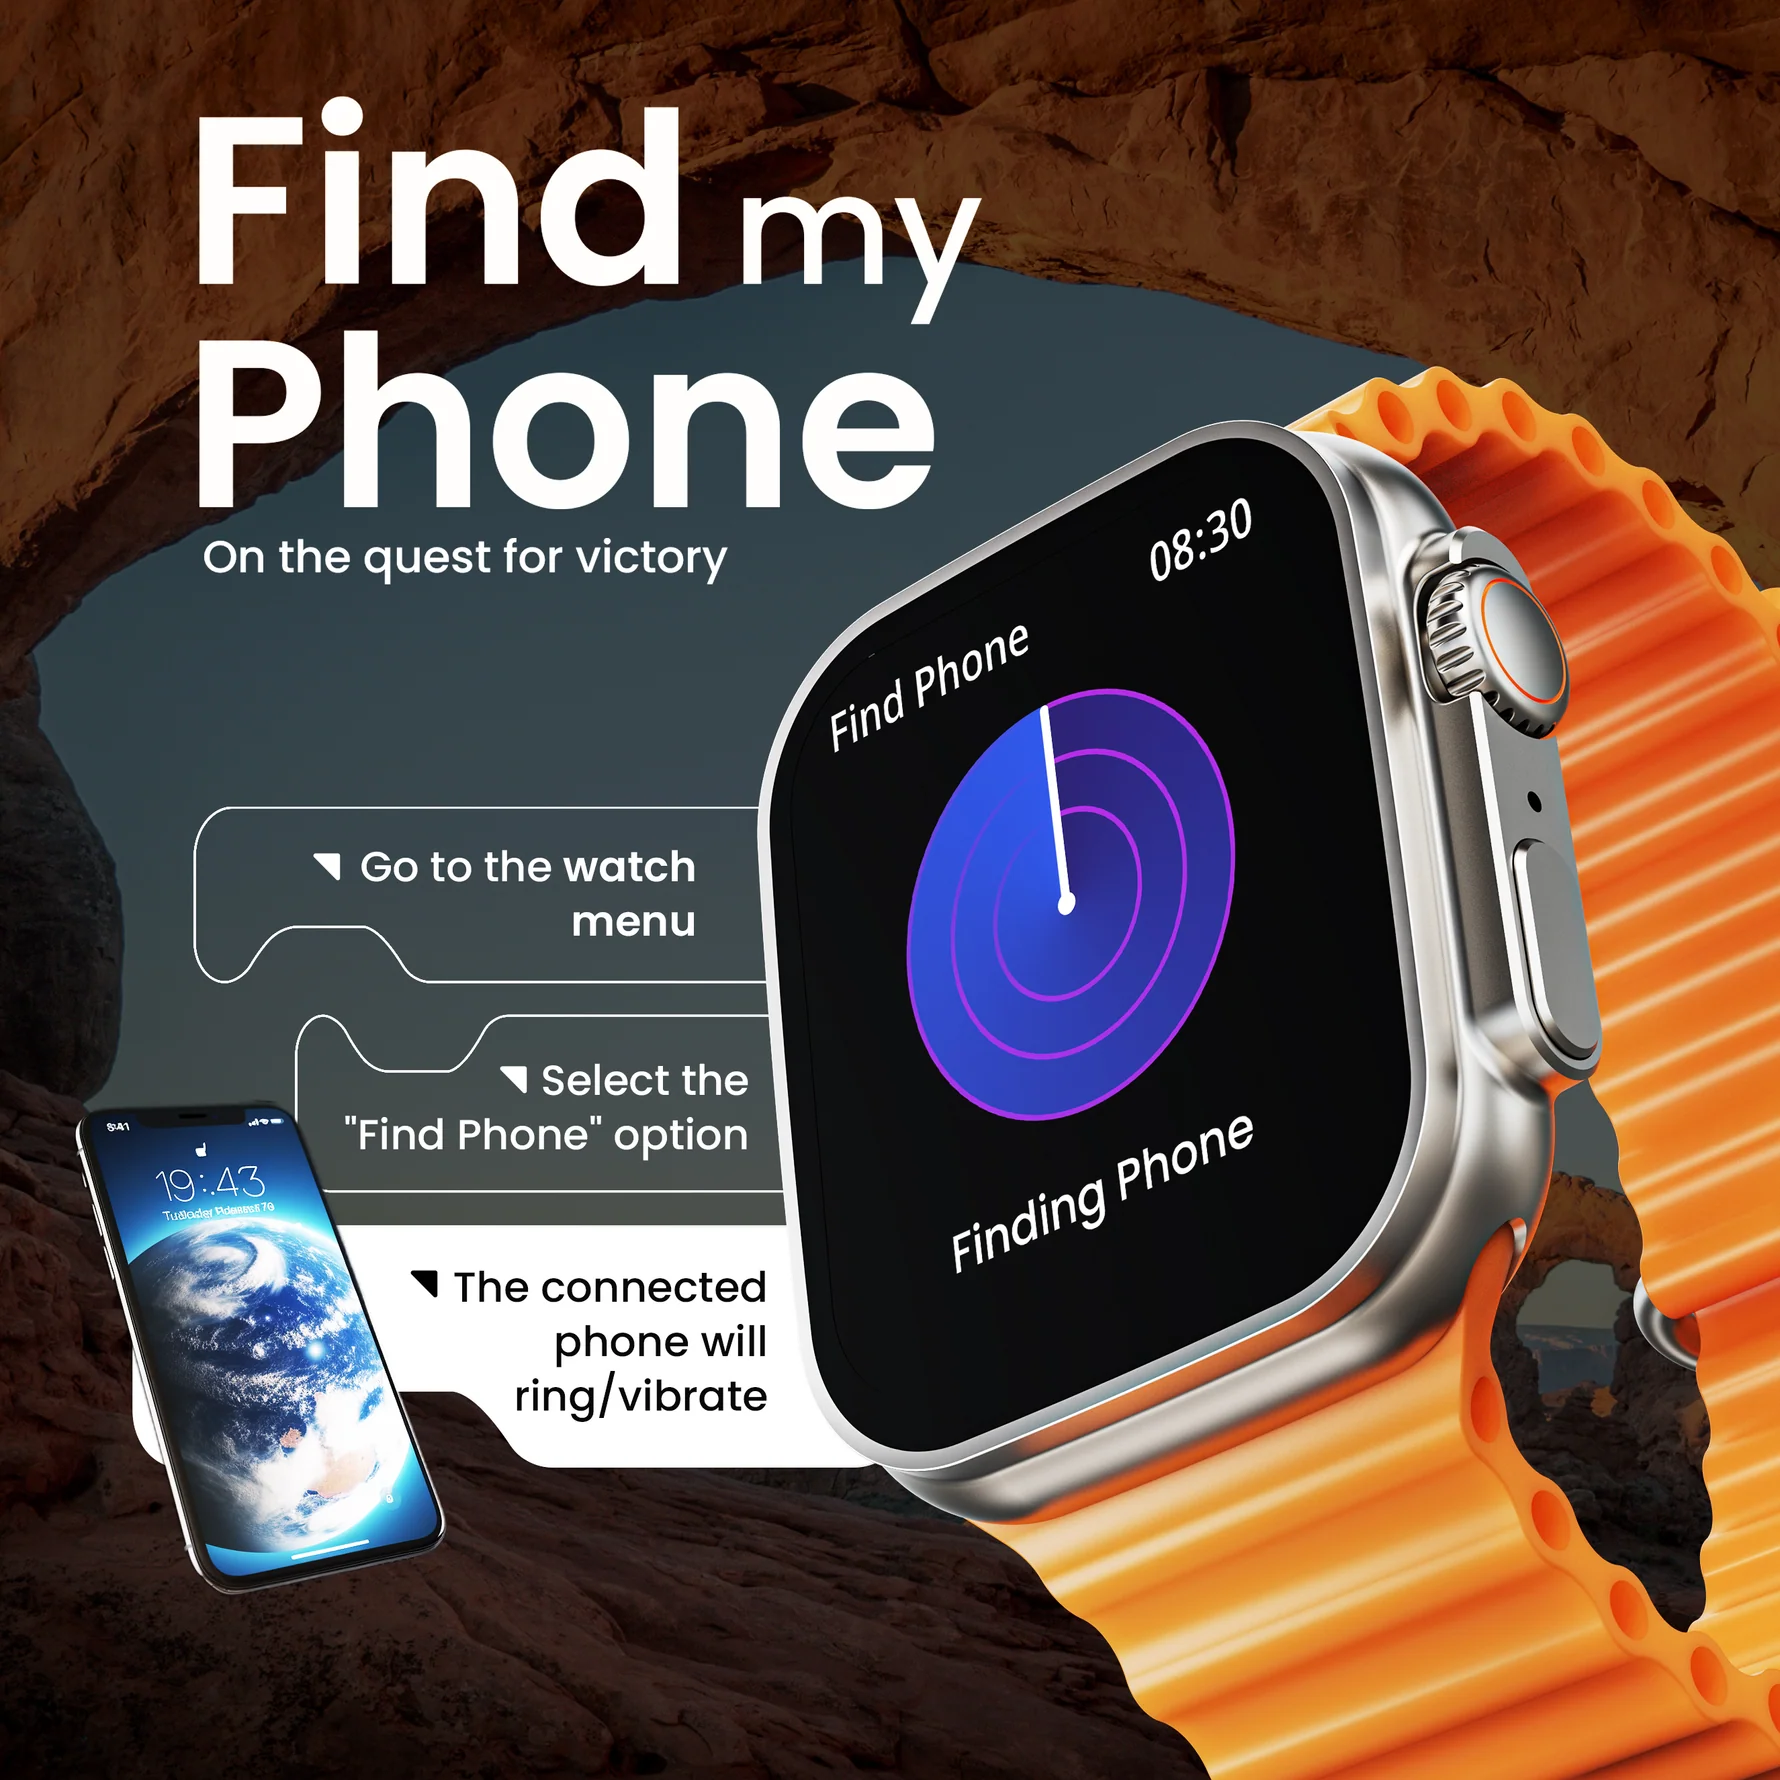 Find my
Phone
On the quest for victory
08:30
Find Phone
Finding Phone
Go to the watch
menu
Select the
"Find Phone" option
The connected
phone will
ring/vibrate
19:43